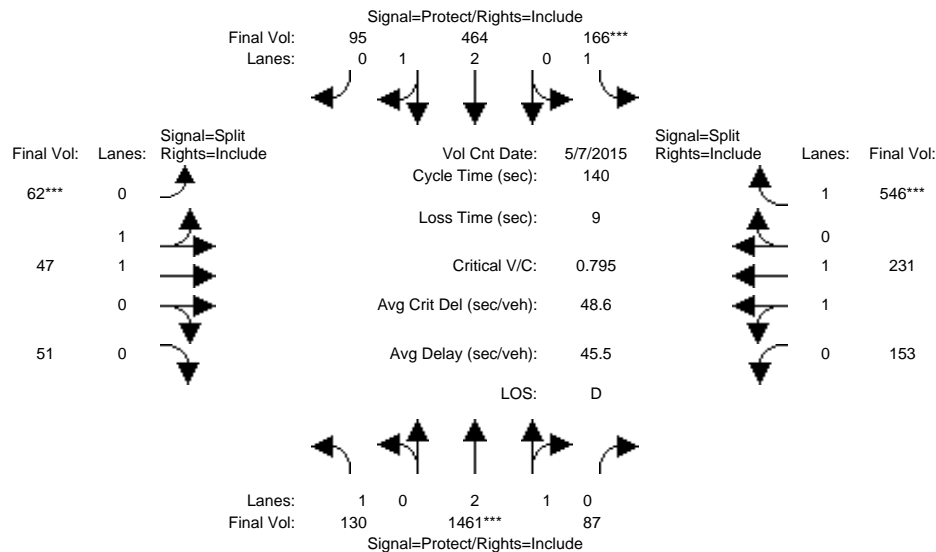 Signal=Protect/Rights=Include
Final Vol: 95 464 166***
Lanes: 0 1 2 0 1
Signal=Split
Final Vol: Lanes: Rights=Include
Vol Cnt Date: 5/7/2015
Signal=Split
Rights=Include Lanes: Final Vol:
Cycle Time (sec): 140
62*** 0
1 546***
Loss Time (sec): 9
1
0
47 1
Critical V/C: 0.795
1 231
0
Avg Crit Del (sec/veh): 48.6
1
51 0
Avg Delay (sec/veh): 45.5
0 153
LOS: D
Lanes: 1 0 2 1 0
Final Vol: 130 1461*** 87
Signal=Protect/Rights=Include